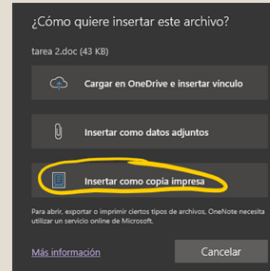 ¿Cómo quiere insertar este archivo?
tarea 2.doc (43 KB)
Cargar en OneDrive e insertar vínculo
Insertar como datos adjuntos
Insertar como copia impresa
Para abrir, exportar o imprimir ciertos tipos de archivos, OneNote necesita
utilizar un servicio online de Microsoft.
Más información
Cancelar